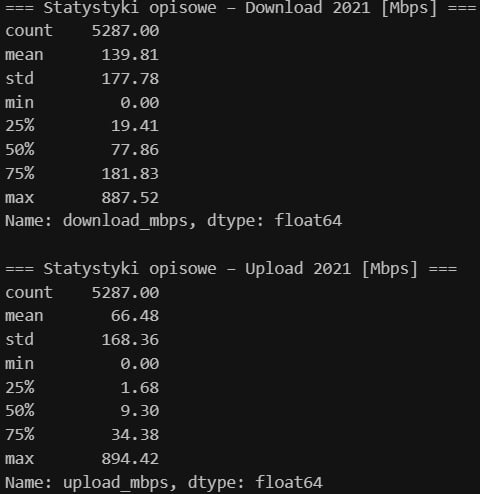 === Statystyki opisowe – Download 2021 [Mbps] ===
count    5287.00
mean      139.81
std       177.78
min         0.00
25%        19.41
50%        77.86
75%       181.83
max       887.52
Name: download_mbps, dtype: float64

=== Statystyki opisowe – Upload 2021 [Mbps] ===
count    5287.00
mean       66.48
std       168.36
min         0.00
25%         1.68
50%         9.30
75%        34.38
max       894.42
Name: upload_mbps, dtype: float64